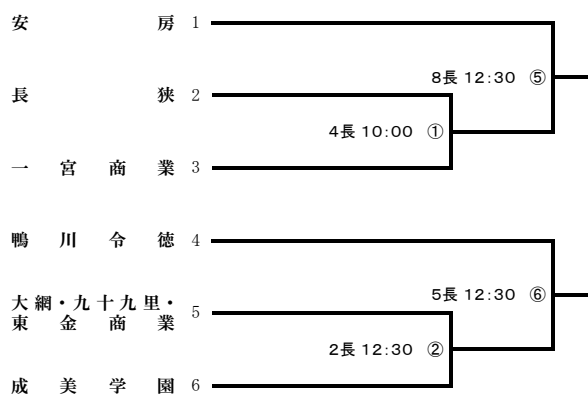 安房 1
8長 12:30 ⑤
長狭 2
4長 10:00 ①
一宮商業 3
鴨川令徳 4
大網・九十九里・
東金商業 5
5長 12:30 ⑥
2長 12:30 ②
成美学園 6